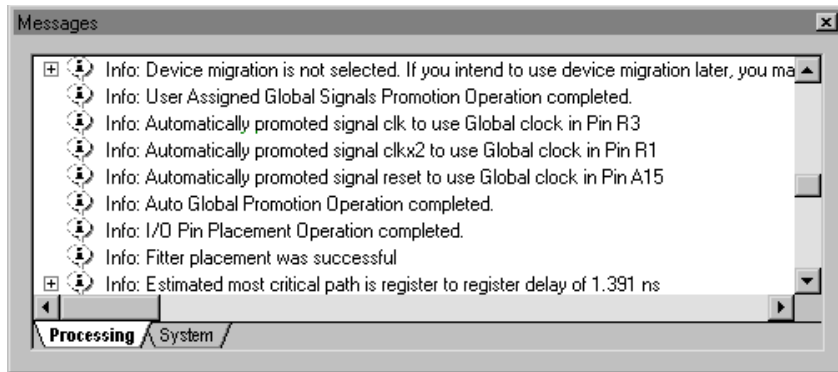 Messages
Info: Device migration is not selected. If you intend to use device migration later, you ma
Info: User Assigned Global Signals Promotion Operation completed.
Info: Automatically promoted signal clk to use Global clock in Pin R3
Info: Automatically promoted signal clkx2 to use Global clock in Pin R1
Info: Automatically promoted signal reset to use Global clock in Pin A15
Info: Auto Global Promotion Operation completed.
Info: I/O Pin Placement Operation completed.
Info: Fitter placement was successful
Info: Estimated most critical path is register to register delay of 1.391 ns
Processing System